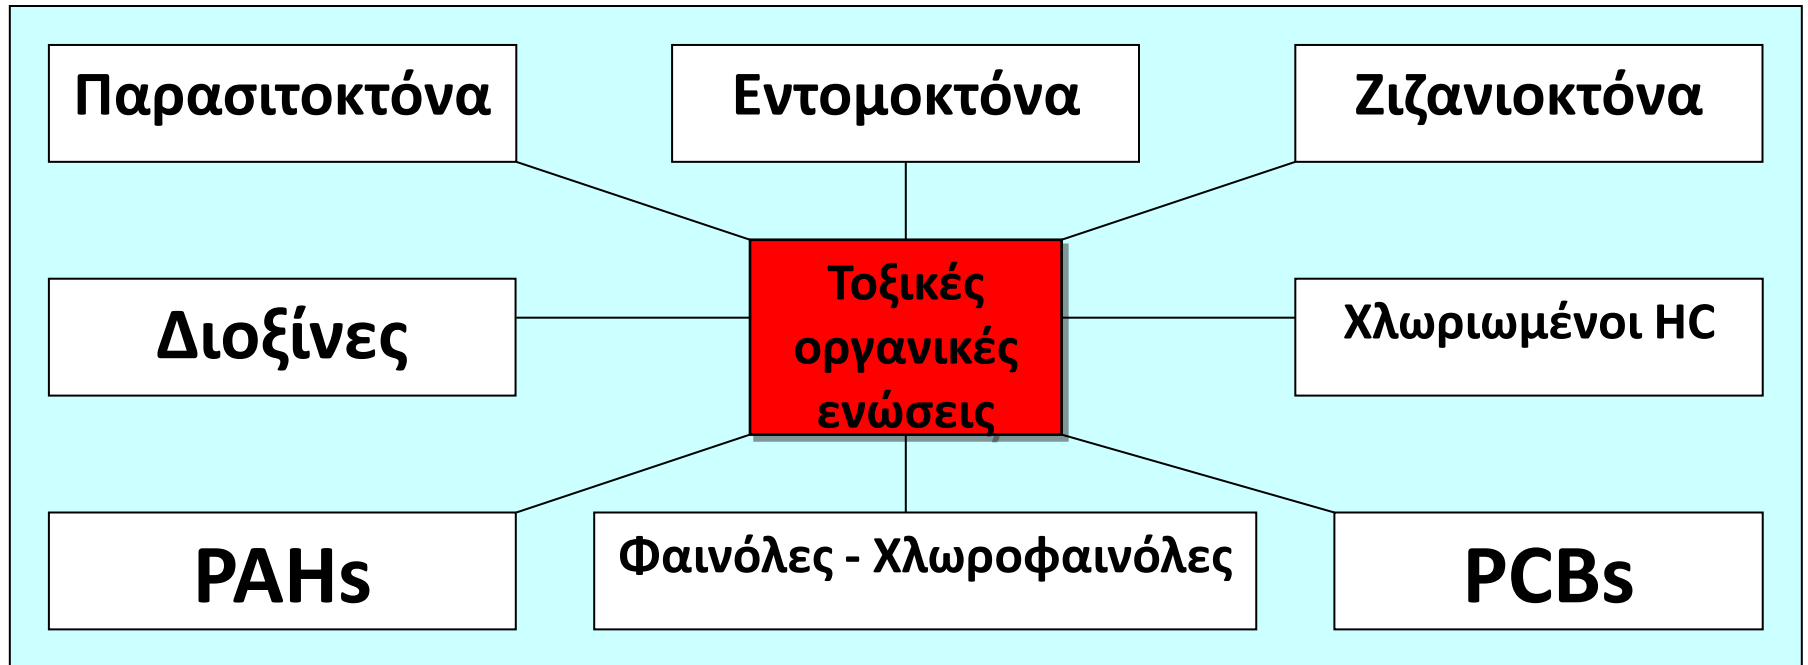 Παρασιτοκτόνα
Εντομοκτόνα
Ζιζανιοκτόνα
Διοξίνες
Τοξικές
οργανικές
ενώσεις
Χλωριωμένοι HC
PAHs
Φαινόλες - Χλωροφαινόλες
PCBs